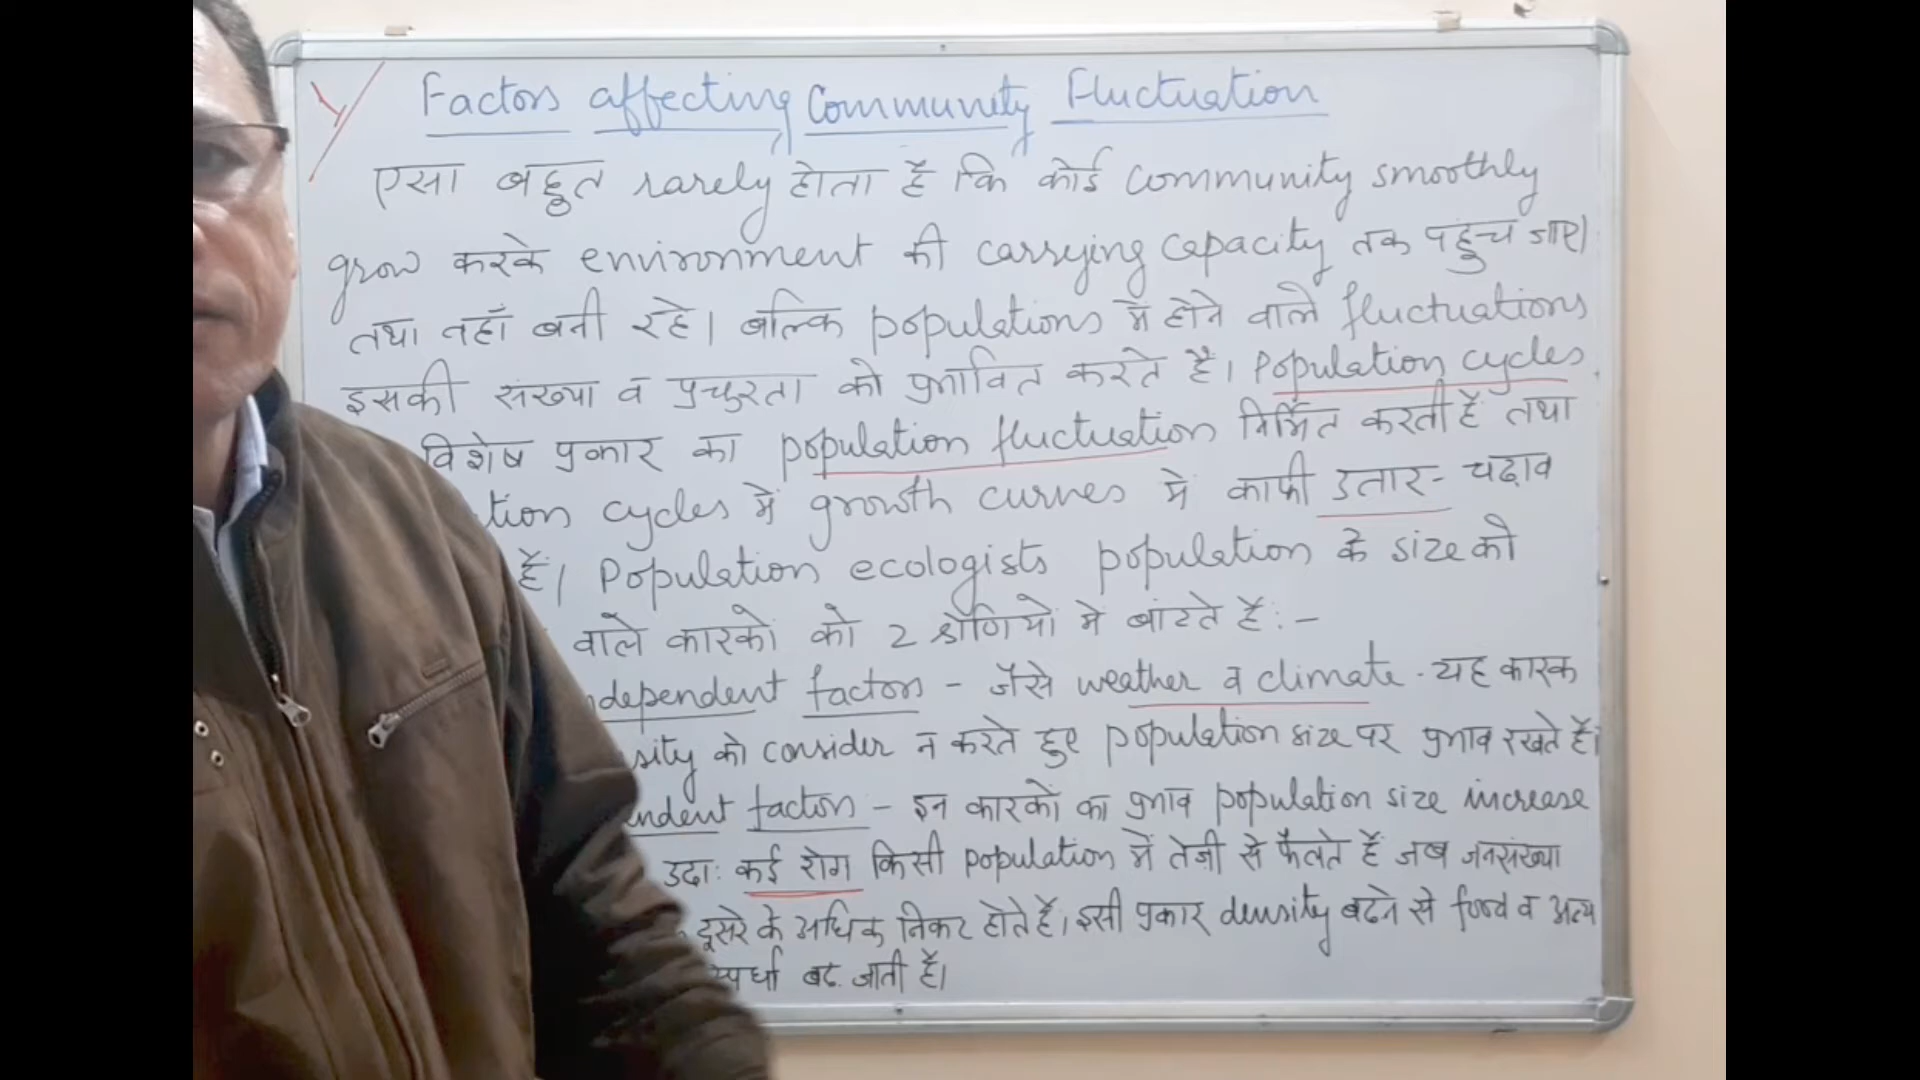 Factors affecting Community Fluctuation
एसा बहुत rarely होता है कि कोई community smoothly
grow करके environment की carrying capacity तक पहुंच जाए।
तथा वहाँ बनी रहे। बल्कि populations में होने वाले fluctuations
इसकी संख्या व प्रचुरता को प्रभावित करते है। Population cycles
विशेष प्रकार का population fluctuation निर्मित करती हैं तथा
tion cycles में growth curves मे काफी उतार-चढ़ाव
हैं। Population ecologists population के size को
वाले कारकों को 2 श्रेणियों मे बांटते हैं:-
ndependent factors - जैसे weather व climate - यह कारक
sity को consider न करते हुए population size पर प्रभाव रखते हैं।
ndent factors - इन कारकों का प्रभाव population size increase
उदा: कई रोग किसी population में तेज़ी से फैलते हैं जब जनसंख्या
दूसरे के अधिक निकट होते हैं। इसी प्रकार density बढने से food व अन्य
स्पर्धा बढ़ जाती है।